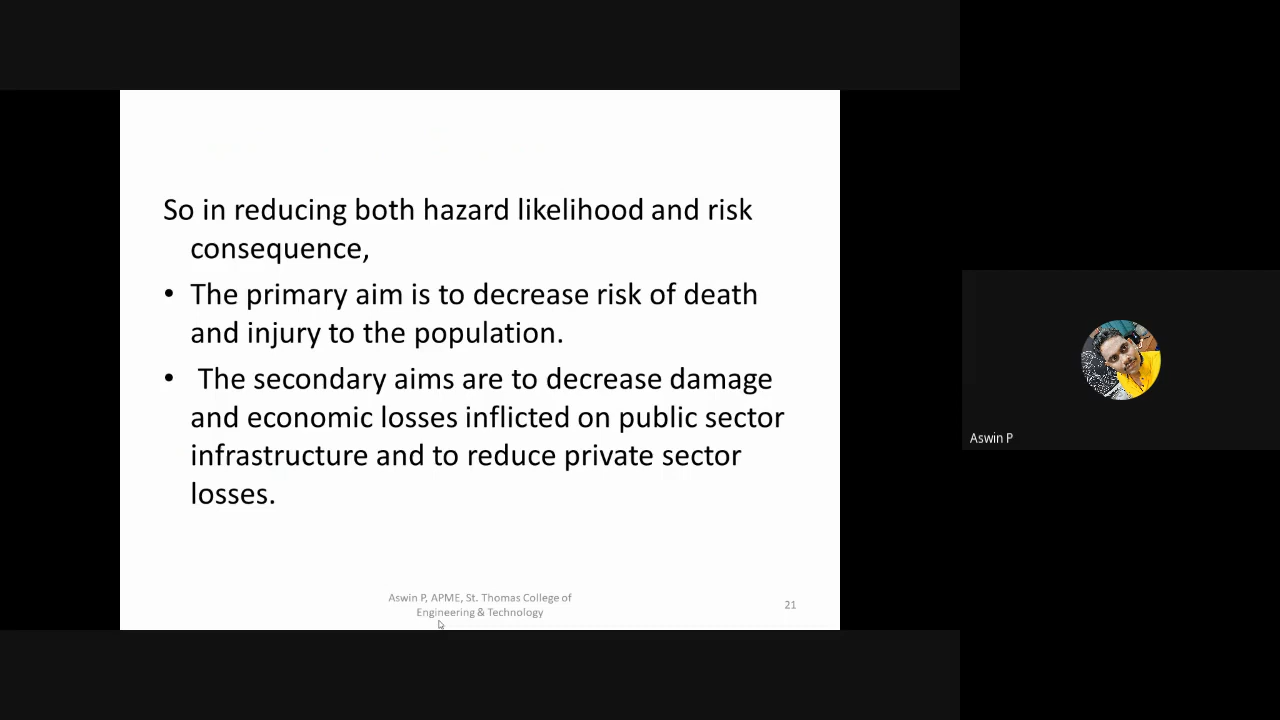 So in reducing both hazard likelihood and risk
consequence,
• The primary aim is to decrease risk of death
and injury to the population.
• The secondary aims are to decrease damage
and economic losses inflicted on public sector
infrastructure and to reduce private sector
losses.
Aswin P, APME, St. Thomas College of
Engineering & Technology
21
Aswin P